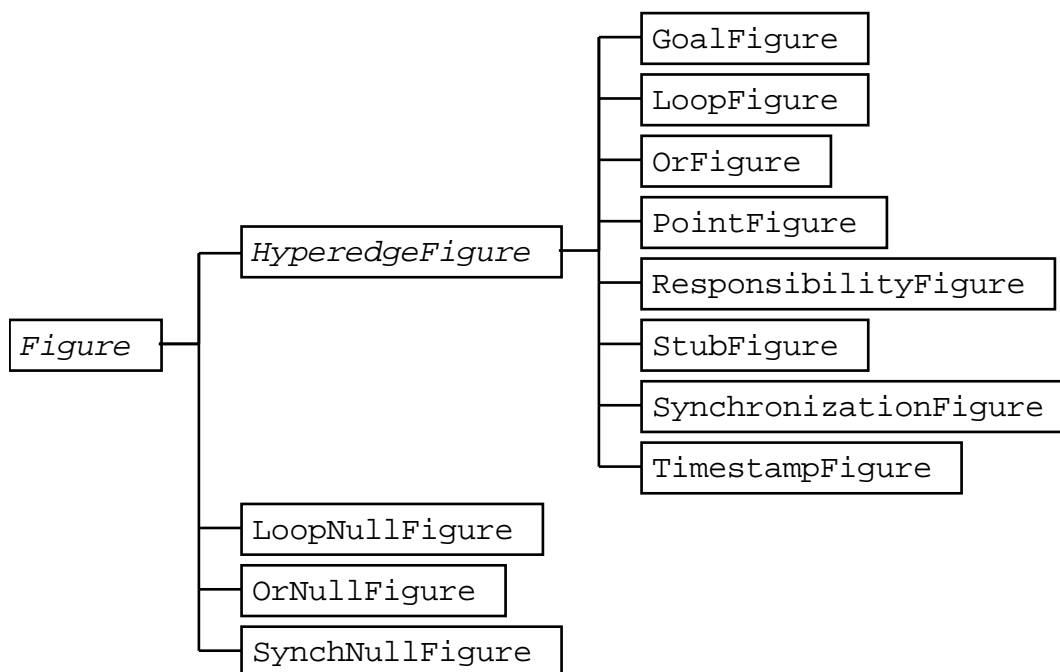 GoalFigure
LoopFigure
OrFigure
PointFigure
HyperedgeFigure
ResponsibilityFigure
Figure
StubFigure
SynchronizationFigure
TimestampFigure
LoopNullFigure
OrNullFigure
SynchNullFigure